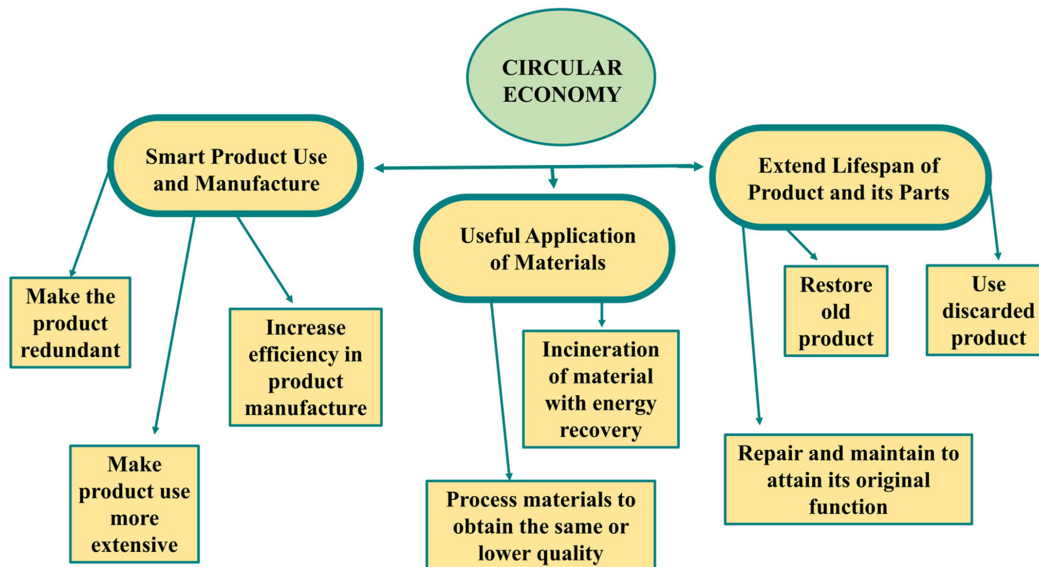 CIRCULAR
ECONOMY
Smart Product Use
and Manufacture
Extend Lifespan of
Product and its Parts
Useful Application
of Materials
Make the
product
redundant
Increase
efficiency in
product
manufacture
Make
product use
more
extensive
Incineration
of material
with energy
recovery
Process materials to
obtain the same or
lower quality
Restore
old
product
Use
discarded
product
Repair and maintain to
attain its original
function